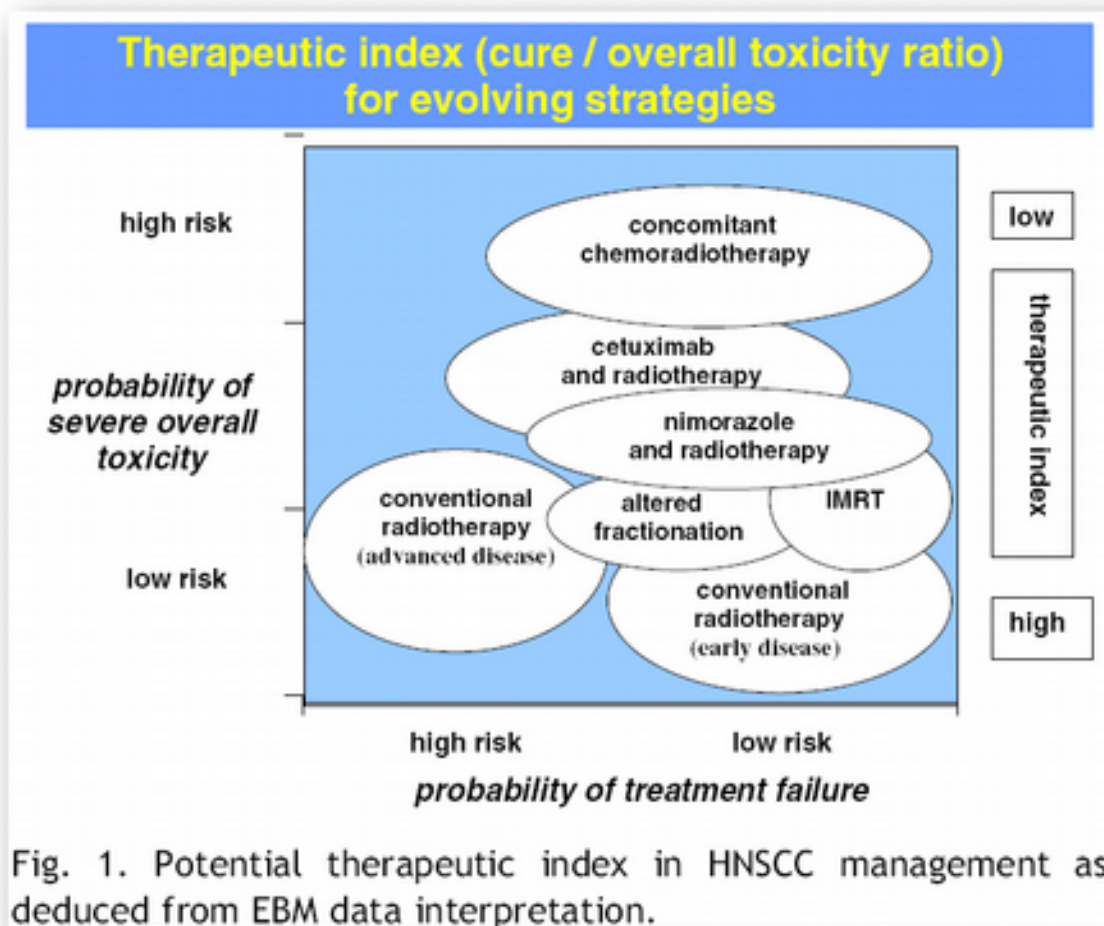 Therapeutic index (cure / overall toxicity ratio)
for evolving strategies
high risk
low
concomitant
chemoradiotherapy
therapeutic index
cetuximab
and radiotherapy
probability of
severe overall
toxicity
nimorazole
and radiotherapy
conventional
radiotherapy
(advanced disease)
altered
fractionation
IMRT
low risk
conventional
radiotherapy
(early disease)
high
high risk
low risk
probability of treatment failure
Fig. 1. Potential therapeutic index in HNSCC management as
deduced from EBM data interpretation.